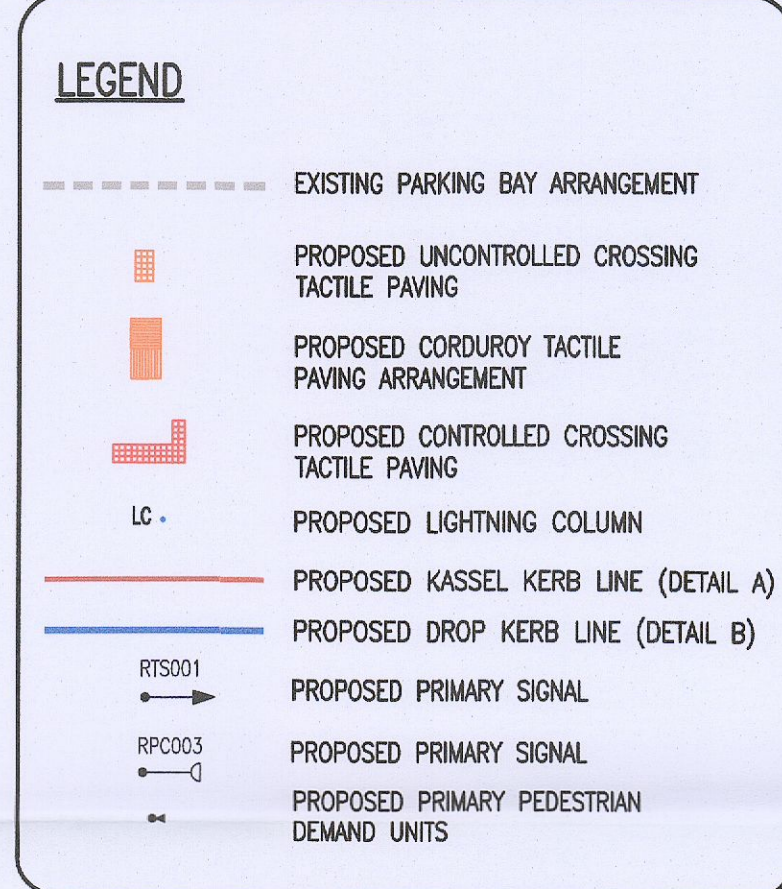 LEGEND
EXISTING PARKING BAY ARRANGEMENT
PROPOSED UNCONTROLLED CROSSING
TACTILE PAVING
PROPOSED CORDUROY TACTILE
PAVING ARRANGEMENT
PROPOSED CONTROLLED CROSSING
TACTILE PAVING
LC PROPOSED LIGHTNING COLUMN
PROPOSED KASSEL KERB LINE (DETAIL A)
PROPOSED DROP KERB LINE (DETAIL B)
RTS001
PROPOSED PRIMARY SIGNAL
RPC003
PROPOSED PRIMARY SIGNAL
PROPOSED PRIMARY PEDESTRIAN
DEMAND UNITS